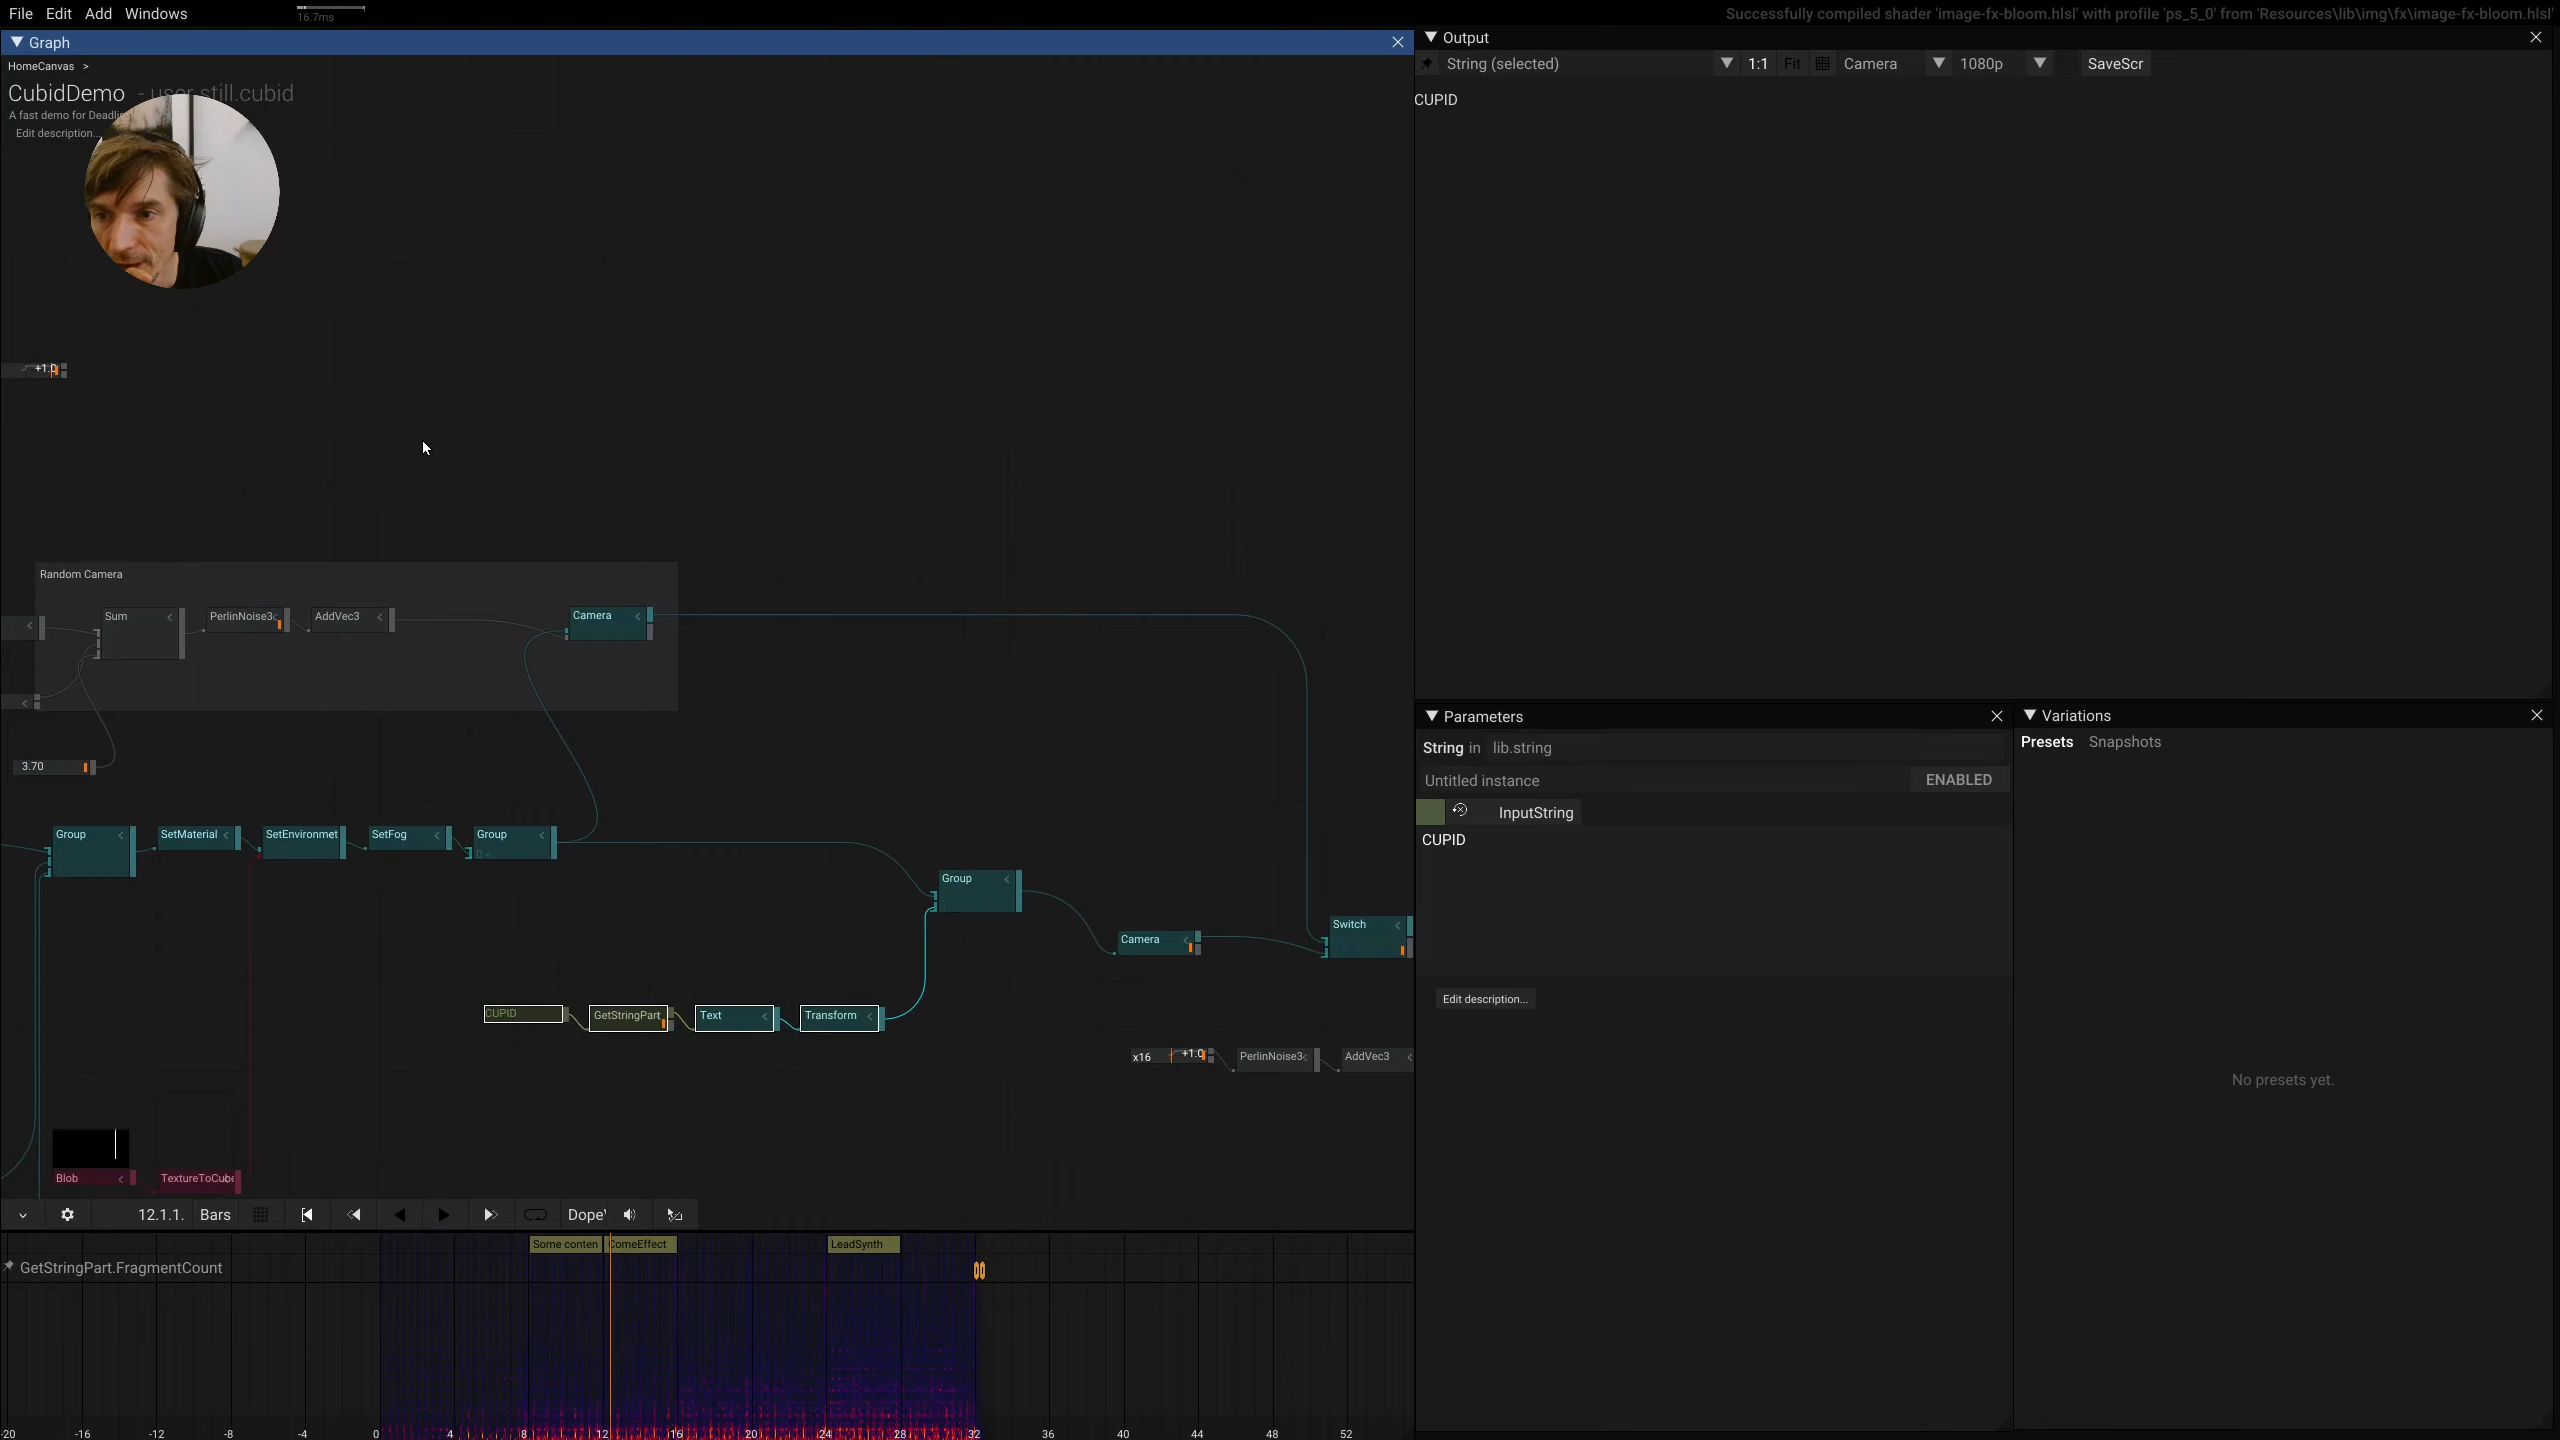 File Edit Add Windows
16.7ms
Successfully compiled shader 'image-fx-bloom.hlsl' with profile 'ps_5_0' from 'Resources\lib\img\fx\image-fx-bloom.hlsl'
Graph
HomeCanvas >
CubidDemo - user.still.cubid
A fast demo for Deadli
Edit description...
+1.0
Random Camera
Sum
PerlinNoise3
AddVec3
Camera
3.70
Group
SetMaterial
SetEnvironmet
SetFog
Group
Group
Camera
Switch
CUPID
GetStringPart
Text
Transform
x16
+1.0
PerlinNoise3
AddVec3
Blob
TextureToCube
12.1.1. Bars
Dope
Some conten
ComeEffect
LeadSynth
GetStringPart.FragmentCount
-20 -16 -12 -8 -4 0 4 8 12 16 20 24 28 32 36 40 44 48 52
Output
String (selected) 1:1 Fit Camera 1080p SaveScr
CUPID
Parameters
String in lib.string
Untitled instance ENABLED
InputString
CUPID
Edit description...
Variations
Presets Snapshots
No presets yet.